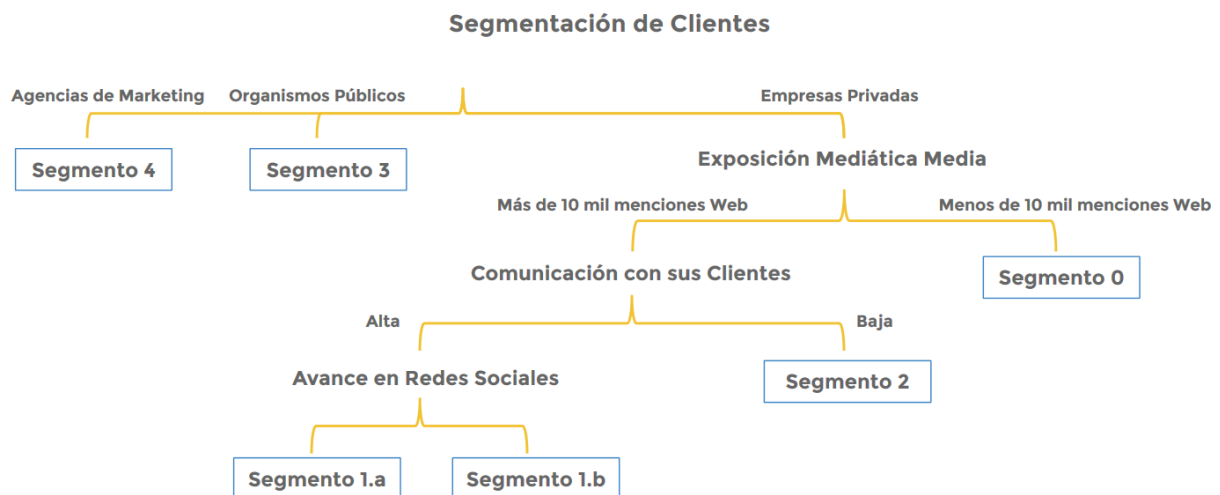 Segmentación de Clientes
Agencias de Marketing
Organismos Públicos
Empresas Privadas
Segmento 4
Segmento 3
Exposición Mediática Media
Más de 10 mil menciones Web
Menos de 10 mil menciones Web
Comunicación con sus Clientes
Segmento 0
Alta
Baja
Avance en Redes Sociales
Segmento 2
Segmento 1.a
Segmento 1.b